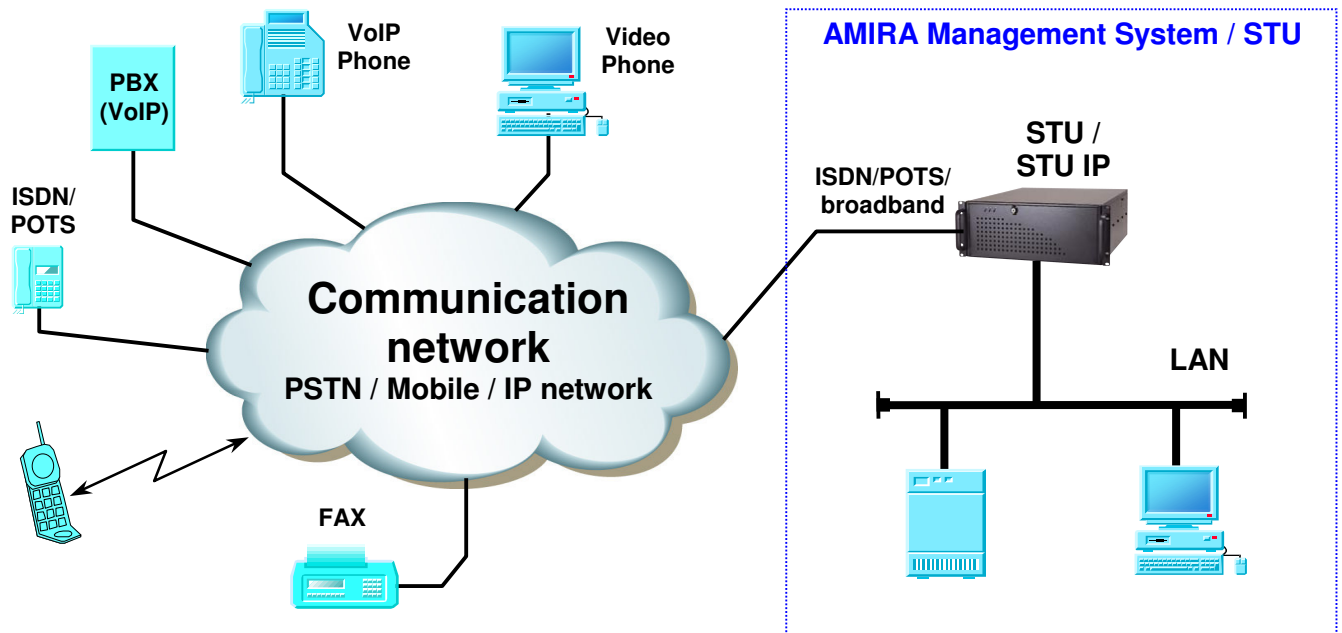 AMIRA Management System / STU
VoIP
Phone
Video
Phone
PBX
(VoIP)
STU /
STU IP
ISDN/POTS/
broadband
ISDN/
POTS
Communication
network
PSTN / Mobile / IP network
LAN
FAX